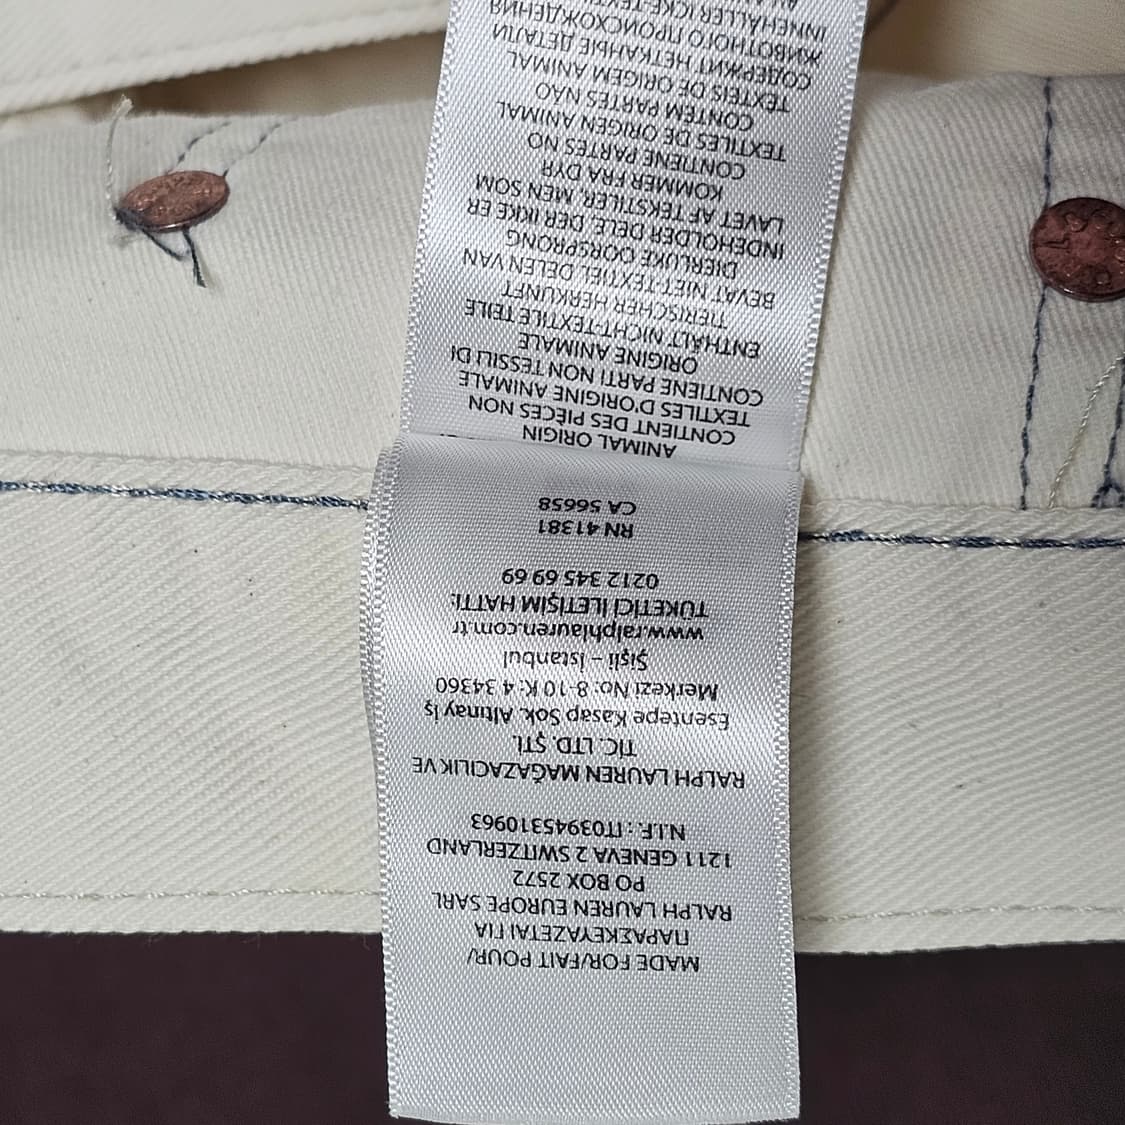 MADE FOR/FAIT POUR/
ΠΑΡΑΣΚΕΥΑΖΕΤΑΙ ΓΙΑ
RALPH LAUREN EUROPE SARL
PO BOX 2572
1211 GENEVA 2 SWITZERLAND
N.I.F. : IT03945310963
RALPH LAUREN MAĞAZACILIK VE
TİC. LTD. ŞTİ.
Esentepe Kasap Sok. Altınay İş
Merkezi No: 8-10 K: 4 34360
Şişli – İstanbul
www.ralphlauren.com.tr
TÜKETİCİ İLETİŞİM HATTI:
0212 345 69 69
RN 41381
CA 56658
ANIMAL ORIGIN
CONTIENT DES PIÈCES NON
TEXTILES D'ORIGINE ANIMALE
CONTIENE PARTI NON TESSILI DI
ORIGINE ANIMALE
ENTHÄLT NICHT-TEXTILE TEILE
TIERISCHER HERKUNFT
BEVAT NIET-TEXTIEL DELEN VAN
DIERLIJKE OORSPRONG
INDEHOLDER DELE, DER IKKE ER
LAVET AF TEKSTILER, MEN SOM
KOMMER FRA DYR
CONTIENE PARTES NO
TEXTILES DE ORIGEN ANIMAL
CONTEM PARTES NÃO
TEXTEIS DE ORIGEM ANIMAL
СОДЕРЖИТ НЕТКАНЫЕ ДЕТАЛИ
ЖИВОТНОГО ПРОИСХОЖДЕНИЯ
INNEHÅLLER